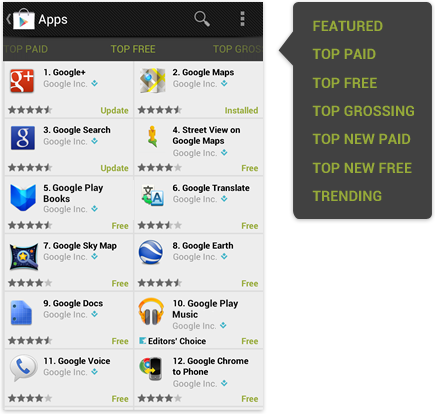 Apps
TOP PAID
TOP FREE
TOP GROSS
1. Google+
Google Inc.
Update
2. Google Maps
Google Inc.
Installed
3. Google Search
Google Inc.
Update
4. Street View on
Google Maps
Google Inc.
Free
5. Google Play
Books
Google Inc.
Free
6. Google Translate
Google Inc.
Free
7. Google Sky Map
Google Inc.
Free
8. Google Earth
Google Inc.
Free
9. Google Docs
Google Inc.
Free
10. Google Play
Music
Google Inc.
Editors' Choice
Free
11. Google Voice
Google Inc.
Free
12. Google Chrome
to Phone
Google Inc.
Free
FEATURED
TOP PAID
TOP FREE
TOP GROSSING
TOP NEW PAID
TOP NEW FREE
TRENDING